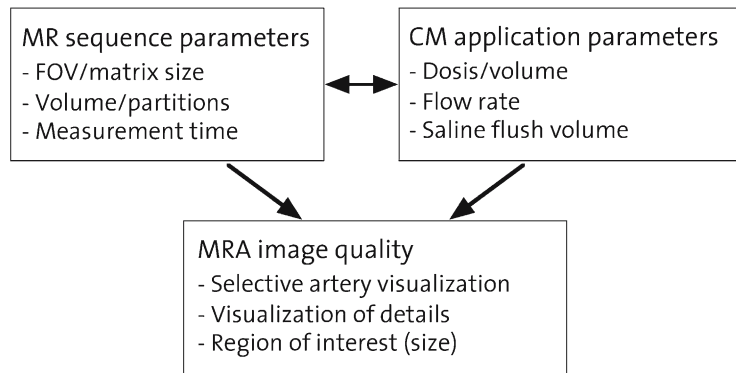 MR sequence parameters
- FOV/matrix size
- Volume/partitions
- Measurement time
CM application parameters
- Dosis/volume
- Flow rate
- Saline flush volume
MRA image quality
- Selective artery visualization
- Visualization of details
- Region of interest (size)